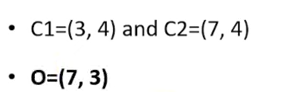 • C1=(3, 4) and C2=(7, 4)
• O=(7, 3)